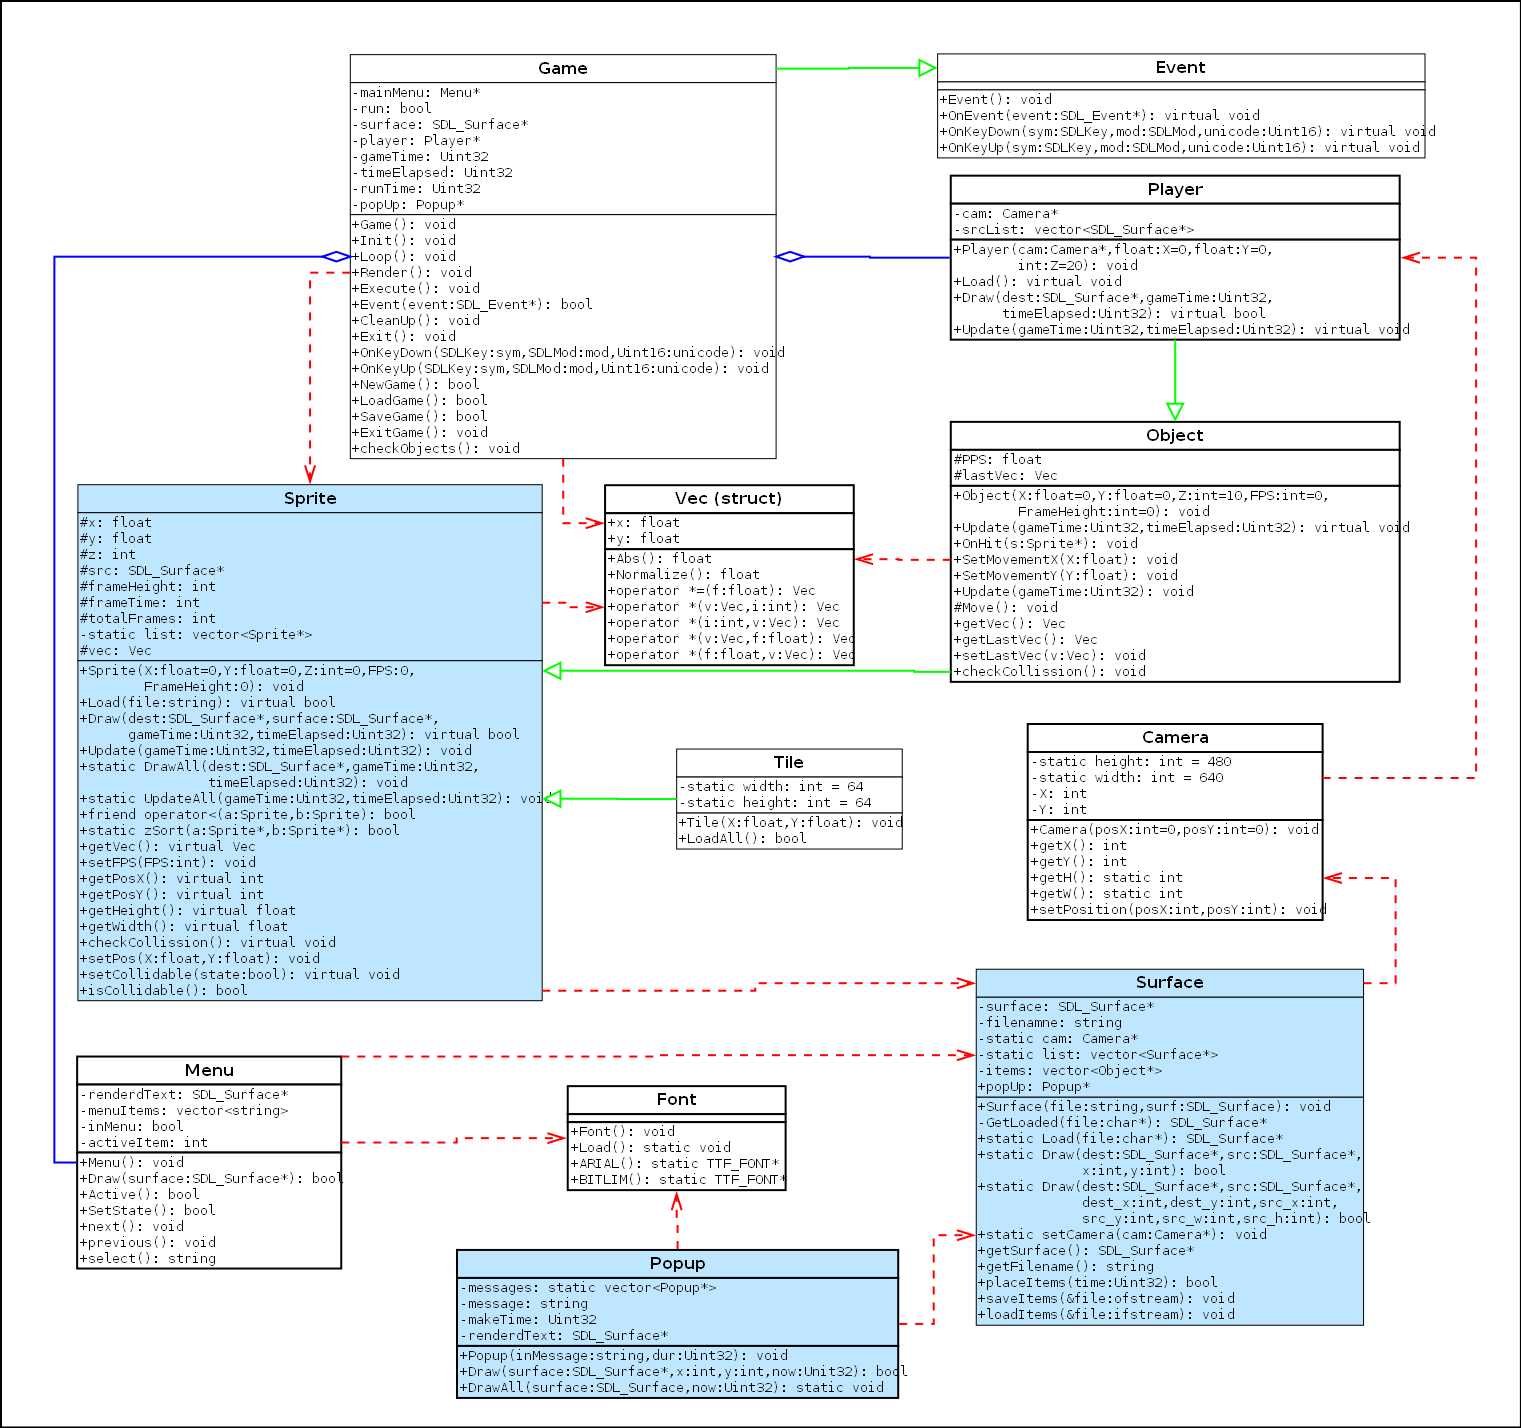 Game
-mainMenu: Menu*
-run: bool
-surface: SDL_Surface*
-player: Player*
-gameTime: Uint32
-timeElapsed: Uint32
-runTime: Uint32
-popUp: Popup*
+Game(): void
+Init(): void
+Loop(): void
+Render(): void
+Execute(): void
+Event(event:SDL_Event*): bool
+CleanUp(): void
+Exit(): void
+OnKeyDown(SDLKey:sym,SDLMod:mod,Uint16:unicode): void
+OnKeyUp(SDLKey:sym,SDLMod:mod,Uint16:unicode): void
+NewGame(): bool
+LoadGame(): bool
+SaveGame(): bool
+ExitGame(): void
+checkObjects(): void
Event
+Event(): void
+OnEvent(event:SDL_Event*): virtual void
+OnKeyDown(sym:SDLKey,mod:SDLMod,unicode:Uint16): virtual void
+OnKeyUp(sym:SDLKey,mod:SDLMod,unicode:Uint16): virtual void
Player
-cam: Camera*
-srcList: vector<SDL_Surface*>
+Player(cam:Camera*,float:X=0,float:Y=0,
int:Z=20): void
+Load(): virtual void
+Draw(dest:SDL_Surface*,gameTime:Uint32,
timeElapsed:Uint32): virtual bool
+Update(gameTime:Uint32,timeElapsed:Uint32): virtual void
Object
#PPS: float
#lastVec: Vec
+Object(X:float=0,Y:float=0,Z:int=10,FPS:int=0,
FrameHeight:int=0): void
+Update(gameTime:Uint32,timeElapsed:Uint32): virtual void
+OnHit(s:Sprite*): void
+SetMovementX(X:float): void
+SetMovementY(Y:float): void
+Update(gameTime:Uint32): void
#Move(): void
+getVec(): Vec
+getLastVec(): Vec
+setLastVec(v:Vec): void
+checkCollission(): void
Sprite
#x: float
#y: float
#z: int
#src: SDL_Surface*
#frameHeight: int
#frameTime: int
#totalFrames: int
-static list: vector<Sprite*>
#vec: Vec
+Sprite(X:float=0,Y:float=0,Z:int=0,FPS:0,
FrameHeight:0): void
+Load(file:string): virtual bool
+Draw(dest:SDL_Surface*,surface:SDL_Surface*,
gameTime:Uint32,timeElapsed:Uint32): virtual bool
+Update(gameTime:Uint32,timeElapsed:Uint32): void
+static DrawAll(dest:SDL_Surface*,gameTime:Uint32,
timeElapsed:Uint32): void
+static UpdateAll(gameTime:Uint32,timeElapsed:Uint32): void
+friend operator<(a:Sprite,b:Sprite): bool
+static zSort(a:Sprite*,b:Sprite*): bool
+getVec(): virtual Vec
+setFPS(FPS:int): void
+getPosX(): virtual int
+getPosY(): virtual int
+getHeight(): virtual float
+getWidth(): virtual float
+checkCollission(): virtual void
+setPos(X:float,Y:float): void
+setCollidable(state:bool): virtual void
+isCollidable(): bool
Vec (struct)
+x: float
+y: float
+Abs(): float
+Normalize(): float
+operator *=(f:float): Vec
+operator *(v:Vec,i:int): Vec
+operator *(i:int,v:Vec): Vec
+operator *(v:Vec,f:float): Vec
+operator *(f:float,v:Vec): Vec
Tile
-static width: int = 64
-static height: int = 64
+Tile(X:float,Y:float): void
+LoadAll(): bool
Camera
-static height: int = 480
-static width: int = 640
-X: int
-Y: int
+Camera(posX:int=0,posY:int=0): void
+getX(): int
+getY(): int
+getH(): static int
+getW(): static int
+setPosition(posX:int,posY:int): void
Surface
-surface: SDL_Surface*
-filenamne: string
-static cam: Camera*
-static list: vector<Surface*>
-items: vector<Object*>
+popUp: Popup*
+Surface(file:string,surf:SDL_Surface): void
-GetLoaded(file:char*): SDL_Surface*
+static Load(file:char*): SDL_Surface*
+static Draw(dest:SDL_Surface*,src:SDL_Surface*,
x:int,y:int): bool
+static Draw(dest:SDL_Surface*,src:SDL_Surface*,
dest_x:int,dest_y:int,src_x:int,
src_y:int,src_w:int,src_h:int): bool
+static setCamera(cam:Camera*): void
+getSurface(): SDL_Surface*
+getFilename(): string
+placeItems(time:Uint32): bool
+saveItems(&file:ofstream): void
+loadItems(&file:ifstream): void
Menu
-renderdText: SDL_Surface*
-menuItems: vector<string>
-inMenu: bool
-activeItem: int
+Menu(): void
+Draw(surface:SDL_Surface*): bool
+Active(): bool
+SetState(): bool
+next(): void
+previous(): void
+select(): string
Font
+Font(): void
+Load(): static void
+ARIAL(): static TTF_FONT*
+BITLIM(): static TTF_FONT*
Popup
-messages: static vector<Popup*>
-message: string
-makeTime: Uint32
-renderdText: SDL_Surface*
+Popup(inMessage:string,dur:Uint32): void
+Draw(surface:SDL_Surface*,x:int,y:int,now:Unit32): bool
+DrawAll(surface:SDL_Surface,now:Uint32): static void